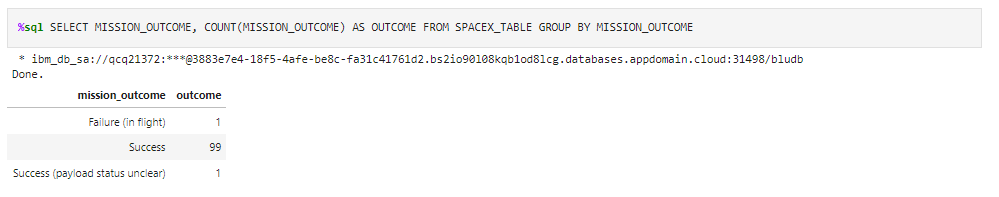 %sql SELECT MISSION_OUTCOME, COUNT(MISSION_OUTCOME) AS OUTCOME FROM SPACEX_TABLE GROUP BY MISSION_OUTCOME
* ibm_db_sa://qcq21372:***@3883e7e4-18f5-4afe-be8c-fa31c41761d2.bs2io90l08kqb1od8lcg.databases.appdomain.cloud:31498/bludb
Done.
mission_outcome outcome
Failure (in flight) 1
Success 99
Success (payload status unclear) 1